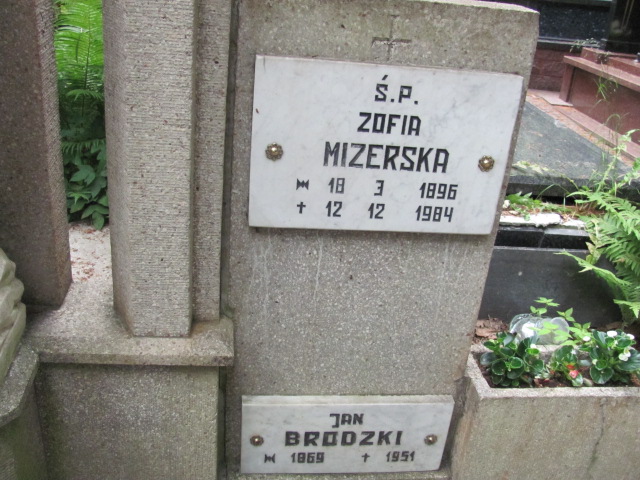 Ś.P.
ZOFIA
MIZERSKA
18 3 1896
✝ 12 12 1984
JAN
BRODZKI
1869 ✝ 1951